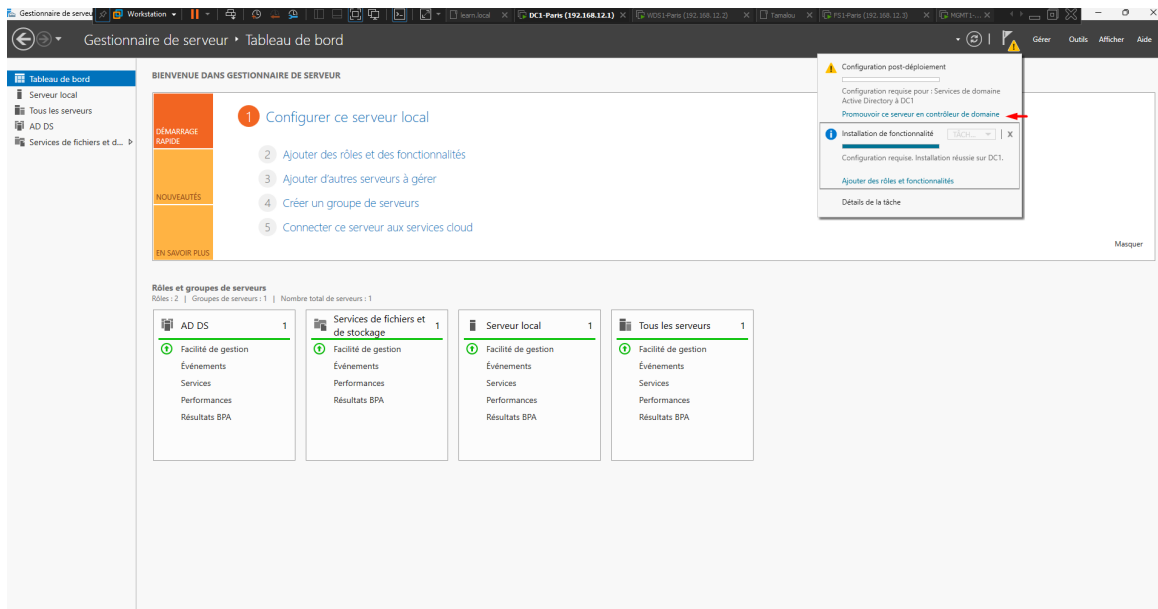 Gestionnaire de serveur
Workstation
learn.local
DC1-Paris (192.168.12.1)
WDS1-Paris (192.168.12.2)
Tamalou
FS1-Paris (192.168.12.3)
MGMT1-...
Gestionnaire de serveur • Tableau de bord
Gérer Outils Afficher Aide
Tableau de bord
Serveur local
Tous les serveurs
AD DS
Services de fichiers et d...
BIENVENUE DANS GESTIONNAIRE DE SERVEUR
DÉMARRAGE
RAPIDE
NOUVEAUTÉS
EN SAVOIR PLUS
1 Configurer ce serveur local
2 Ajouter des rôles et des fonctionnalités
3 Ajouter d'autres serveurs à gérer
4 Créer un groupe de serveurs
5 Connecter ce serveur aux services cloud
Configuration post-déploiement
Configuration requise pour : Services de domaine
Active Directory à DC1
Promouvoir ce serveur en contrôleur de domaine
Installation de fonctionnalité TÂCH... X
Configuration requise. Installation réussie sur DC1.
Ajouter des rôles et fonctionnalités
Détails de la tâche
Masquer
Rôles et groupes de serveurs
Rôles : 2 | Groupes de serveurs : 1 | Nombre total de serveurs : 1
AD DS 1
Facilité de gestion
Événements
Services
Performances
Résultats BPA
Services de fichiers et
de stockage 1
Facilité de gestion
Événements
Performances
Résultats BPA
Serveur local 1
Facilité de gestion
Événements
Services
Performances
Résultats BPA
Tous les serveurs 1
Facilité de gestion
Événements
Services
Performances
Résultats BPA